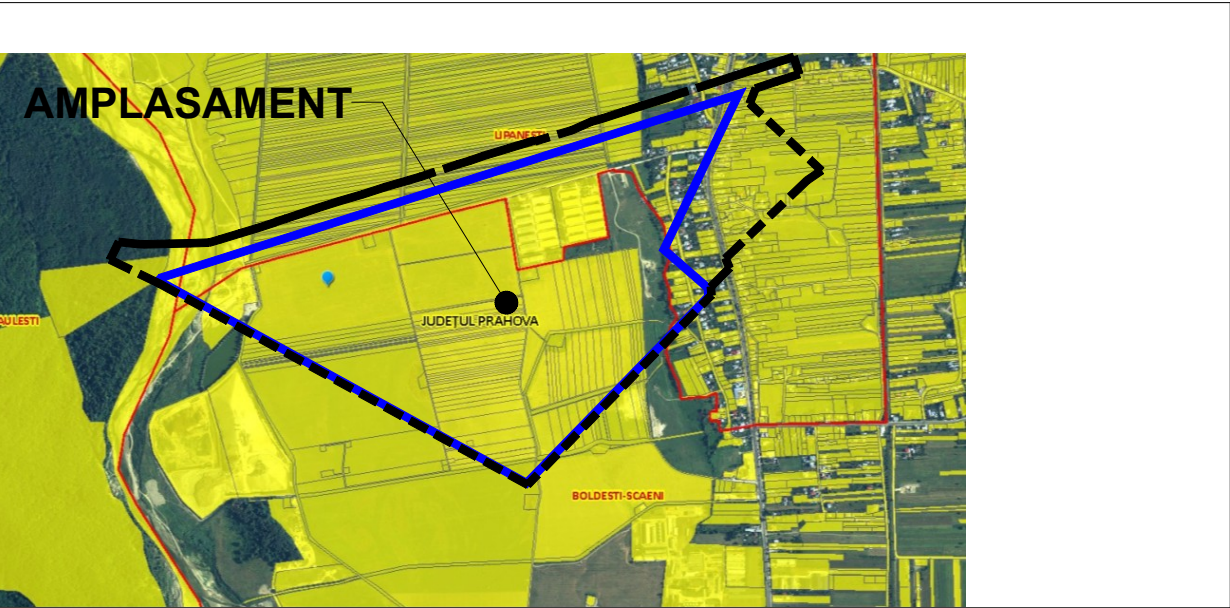 AMPLASAMENT
LIPANESTI
JUDEȚUL PRAHOVA
AULESTI
BOLDESTI-SCAENI